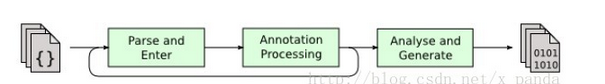 {}
Parse and
Enter
Annotation
Processing
Analyse and
Generate
0101
1010
http://blog.csdn.net/x_panda